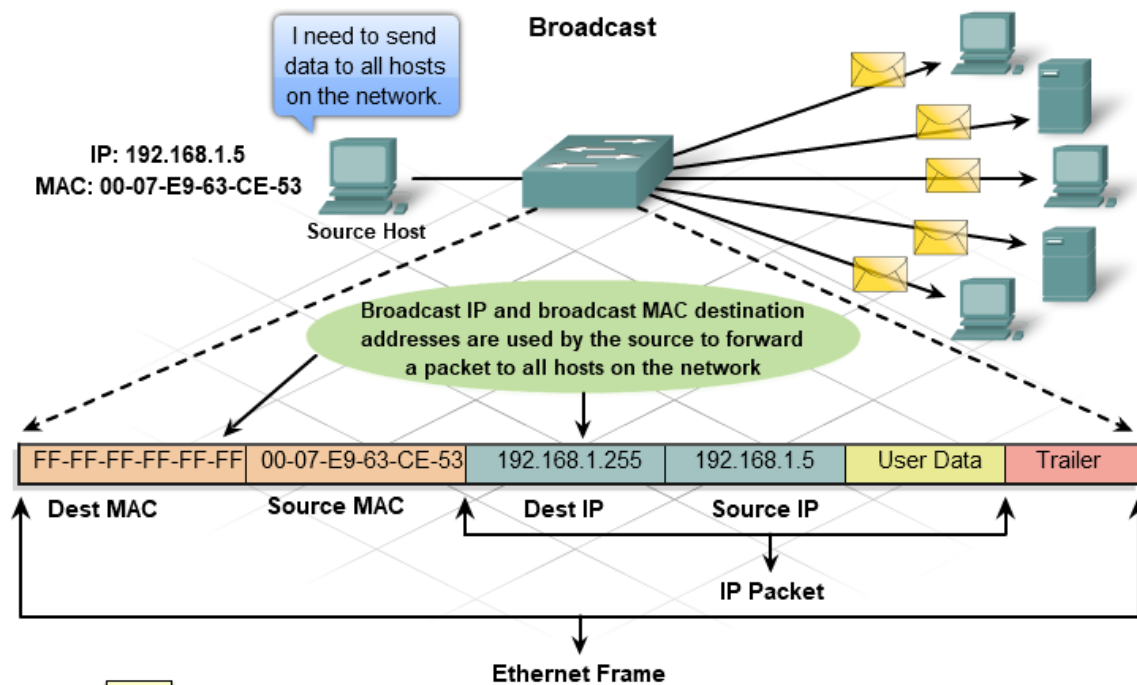 Broadcast
I need to send
data to all hosts
on the network.
IP: 192.168.1.5
MAC: 00-07-E9-63-CE-53
Source Host
Broadcast IP and broadcast MAC destination
addresses are used by the source to forward
a packet to all hosts on the network
FF-FF-FF-FF-FF-FF 00-07-E9-63-CE-53 192.168.1.255 192.168.1.5 User Data Trailer
Dest MAC Source MAC Dest IP Source IP
IP Packet
Ethernet Frame